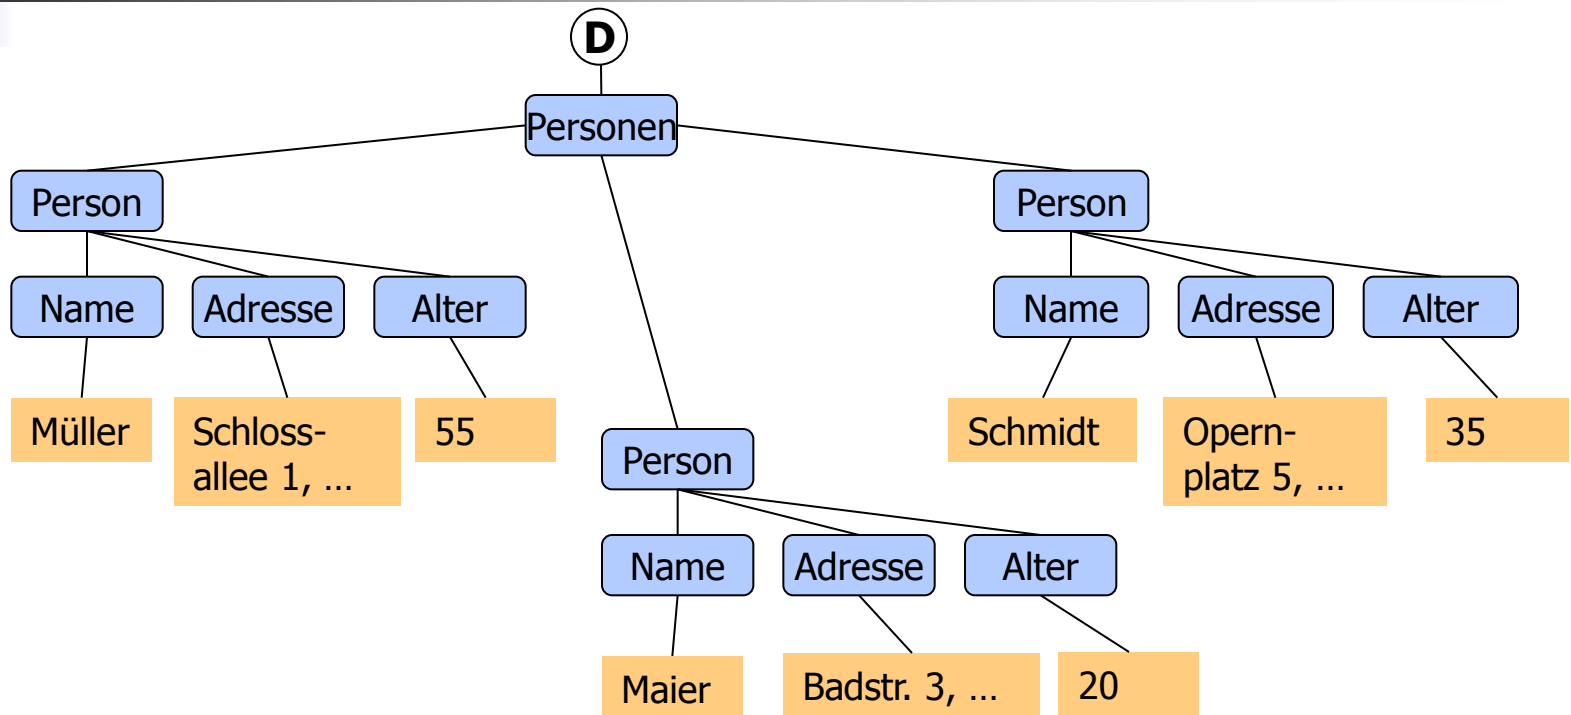 D
Personen
Person
Person
Name
Adresse
Alter
Name
Adresse
Alter
Müller
Schloss-
allee 1, ...
55
Schmidt
Opern-
platz 5, ...
35
Person
Name
Adresse
Alter
Maier
Badstr. 3, ...
20